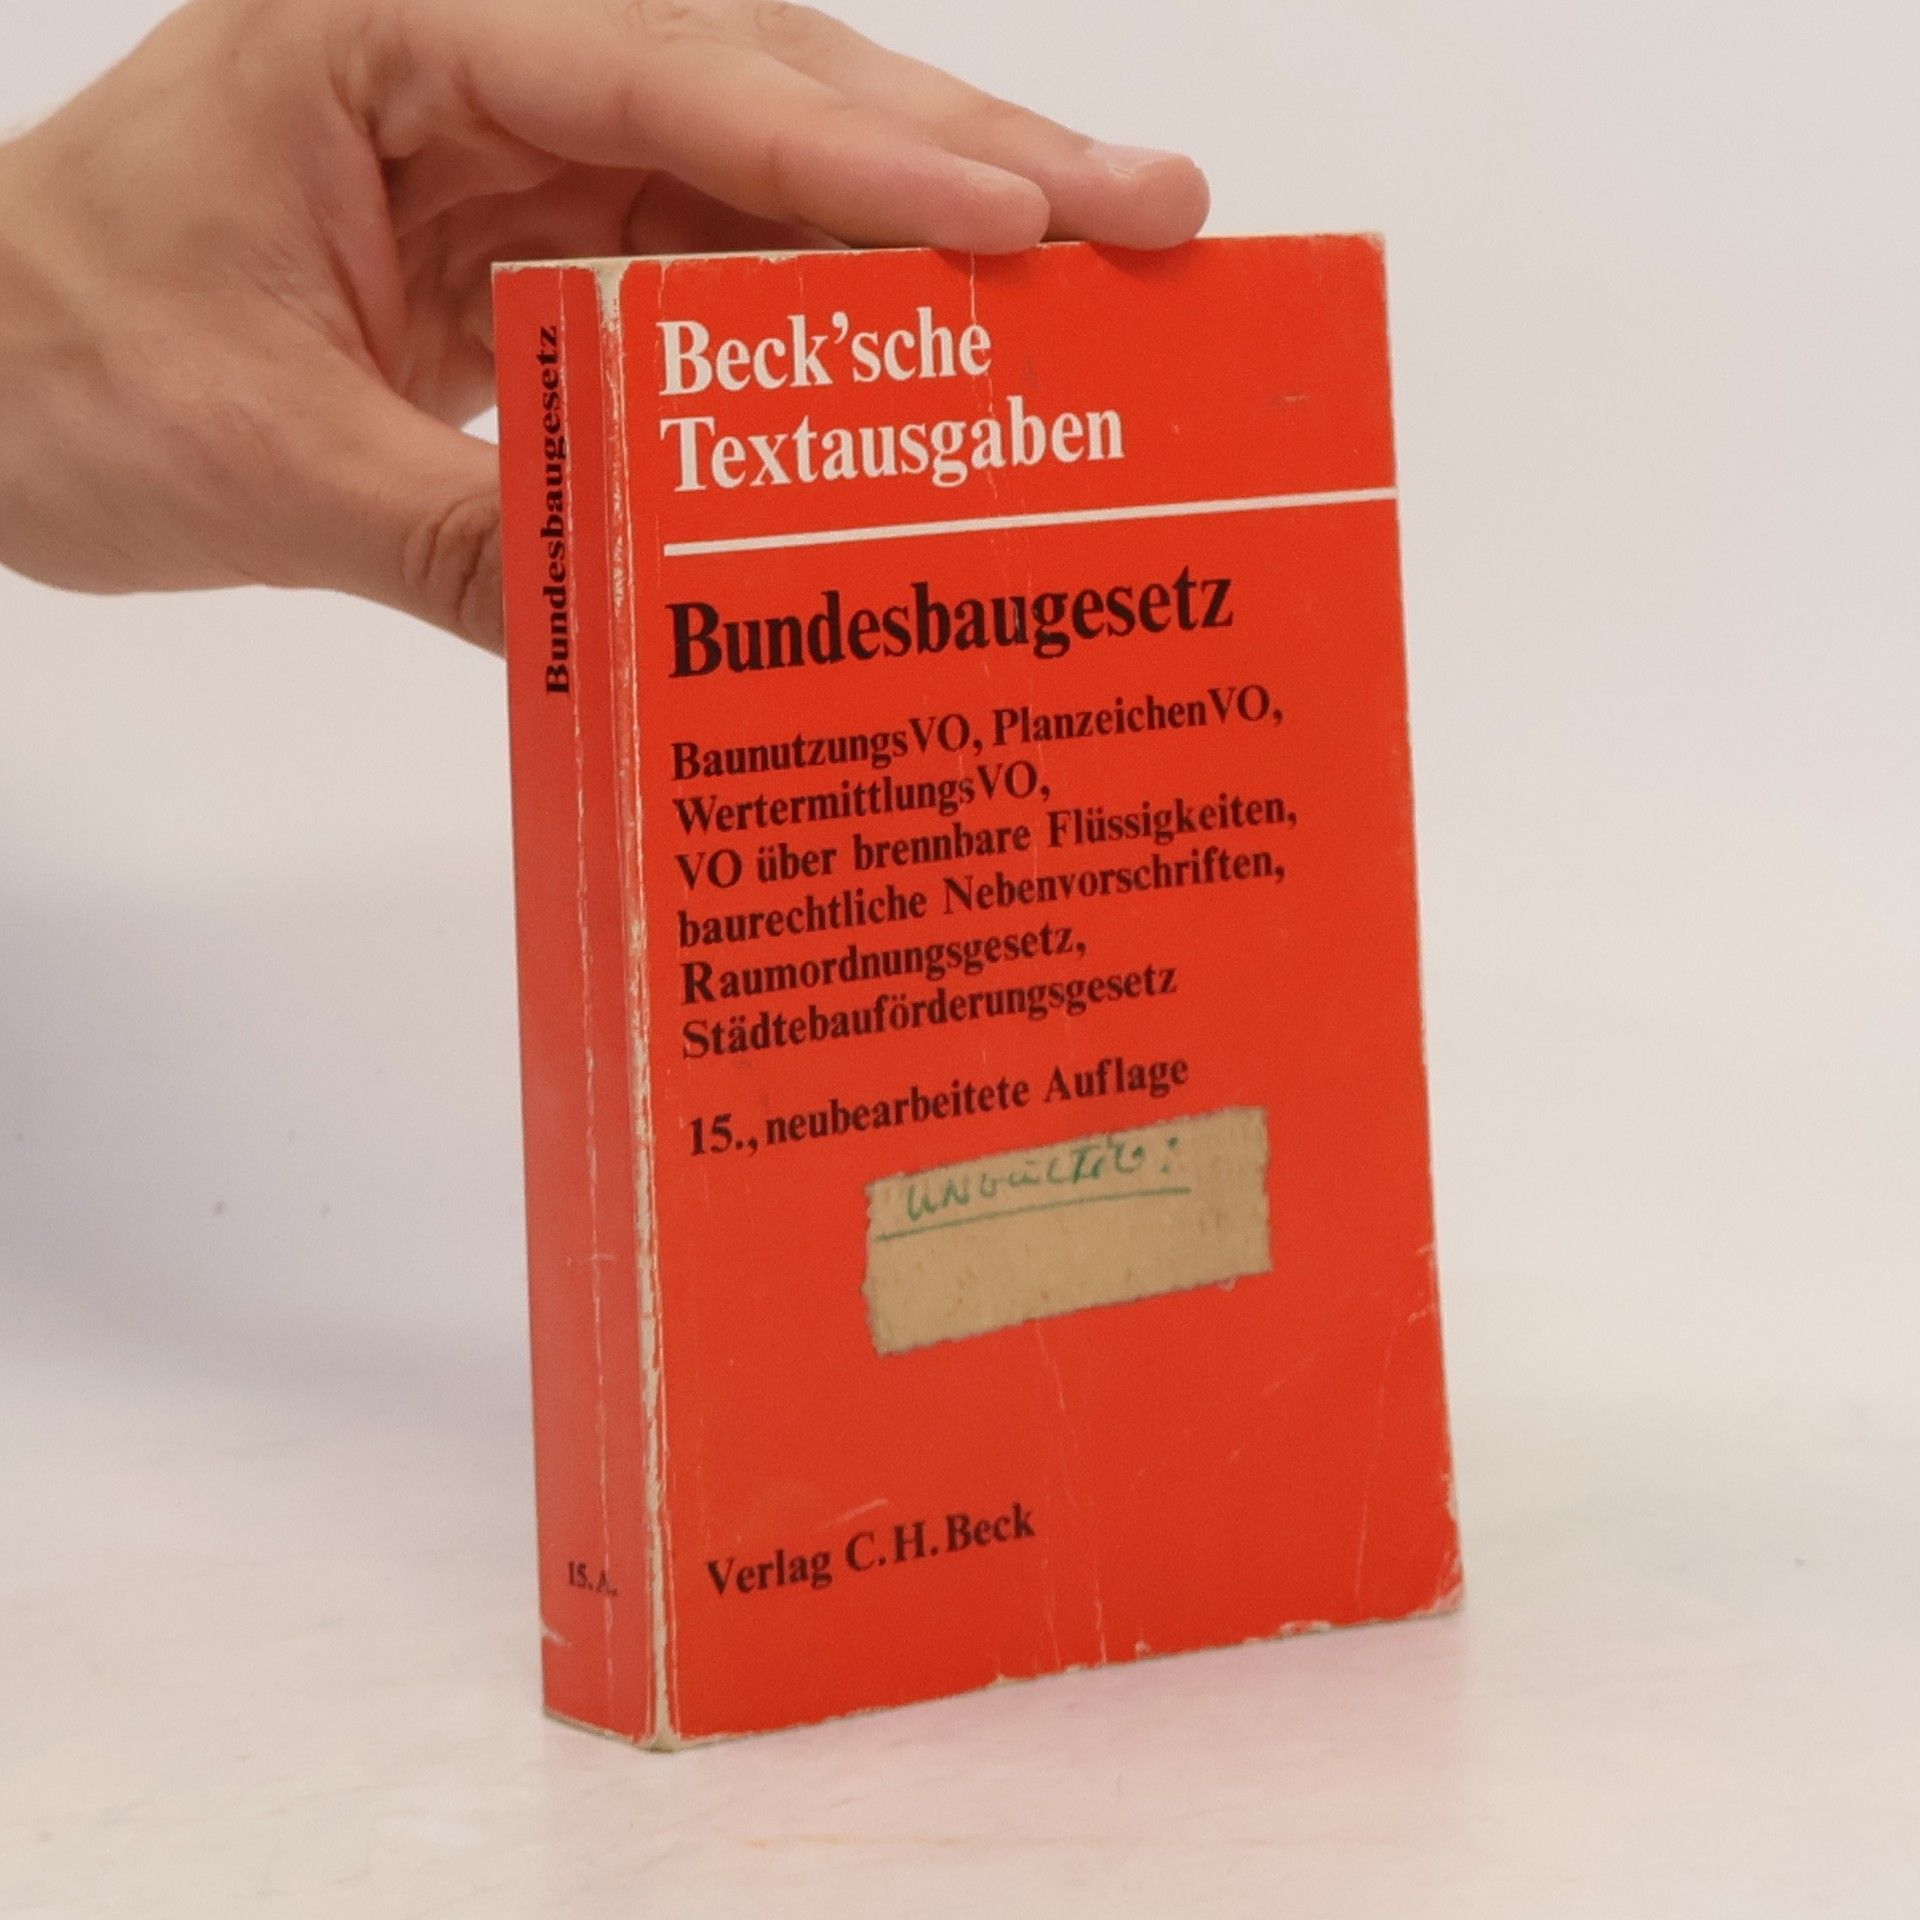 Bundesbaugesetz
15. A.
Beck’sche
Textausgaben
Bundesbaugesetz
BaunutzungsVO, PlanzeichenVO,
WertermittlungsVO,
VO über brennbare Flüssigkeiten,
baurechtliche Nebenvorschriften,
Raumordnungsgesetz,
Städtebauförderungsgesetz
15., neubearbeitete Auflage
UNGÜLTIG:
Verlag C.H.Beck